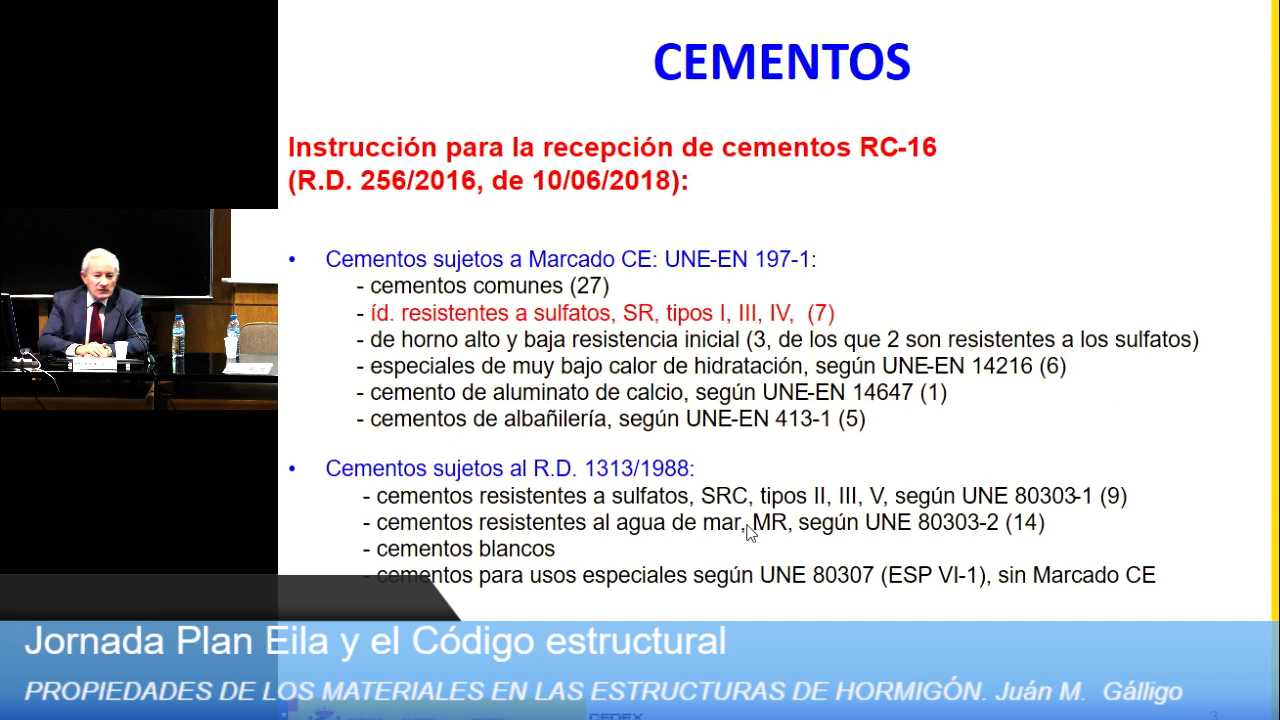 CEMENTOS
Instrucción para la recepción de cementos RC-16
(R.D. 256/2016, de 10/06/2018):
• Cementos sujetos a Marcado CE: UNE-EN 197-1:
- cementos comunes (27)
- íd. resistentes a sulfatos, SR, tipos I, III, IV, (7)
- de horno alto y baja resistencia inicial (3, de los que 2 son resistentes a los sulfatos)
- especiales de muy bajo calor de hidratación, según UNE-EN 14216 (6)
- cemento de aluminato de calcio, según UNE-EN 14647 (1)
- cementos de albañilería, según UNE-EN 413-1 (5)
• Cementos sujetos al R.D. 1313/1988:
- cementos resistentes a sulfatos, SRC, tipos II, III, V, según UNE 80303-1 (9)
- cementos resistentes al agua de mar, MR, según UNE 80303-2 (14)
- cementos blancos
- cementos para usos especiales según UNE 80307 (ESP VI-1), sin Marcado CE
Jornada Plan Eila y el Código estructural
PROPIEDADES DE LOS MATERIALES EN LAS ESTRUCTURAS DE HORMIGÓN. Juán M. Gálligo
CEDEX
3